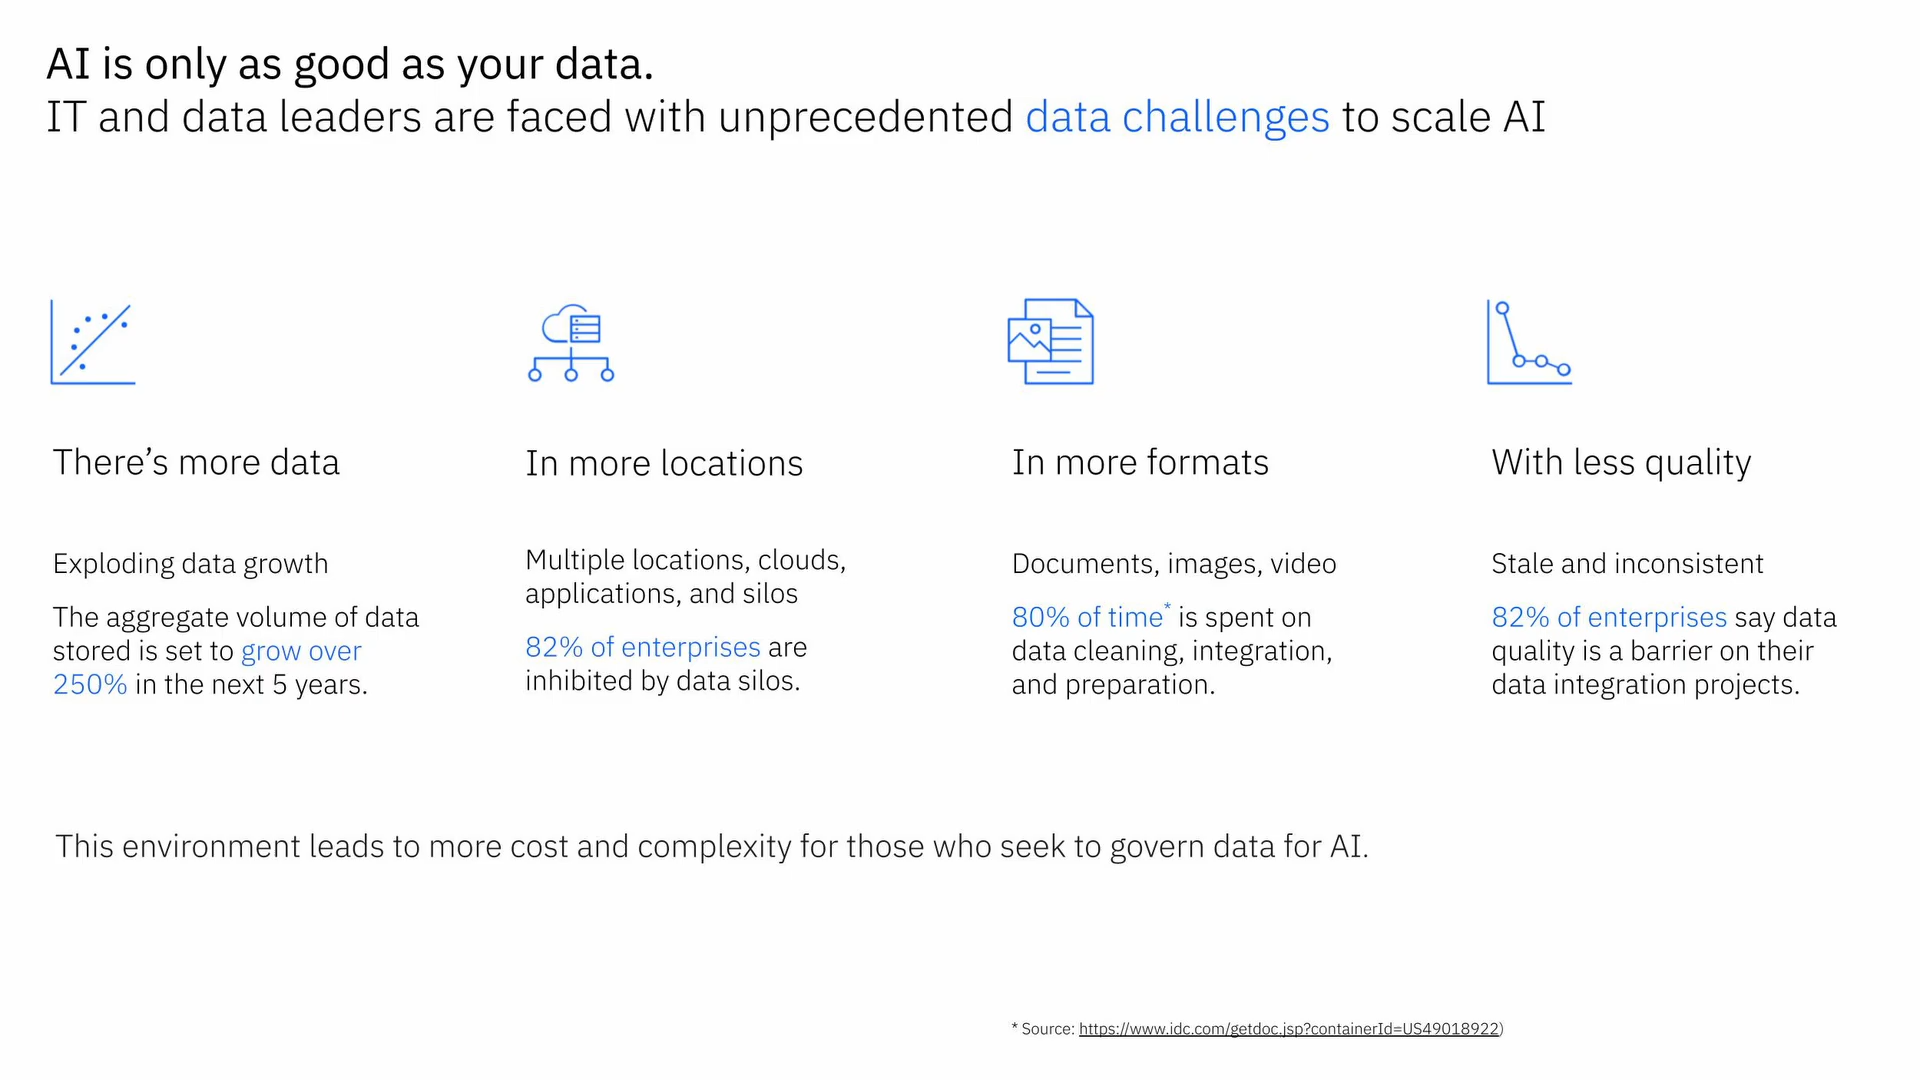 AI is only as good as your data.
IT and data leaders are faced with unprecedented data challenges to scale AI
There’s more data
Exploding data growth
The aggregate volume of data
stored is set to grow over
250% in the next 5 years.
In more locations
Multiple locations, clouds,
applications, and silos
82% of enterprises are
inhibited by data silos.
In more formats
Documents, images, video
80% of time* is spent on
data cleaning, integration,
and preparation.
With less quality
Stale and inconsistent
82% of enterprises say data
quality is a barrier on their
data integration projects.
This environment leads to more cost and complexity for those who seek to govern data for AI.
* Source: https://www.idc.com/getdoc.jsp?containerId=US49018922)